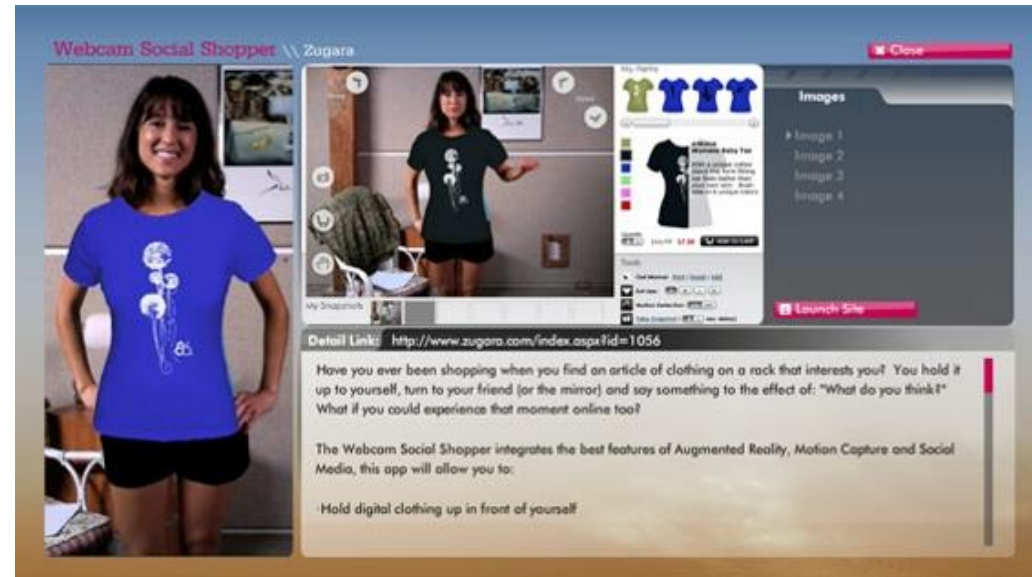 Webcam Social Shopper \\ Zugara
Close
Images
Image 1
Image 2
Image 3
Image 4
ADD TO CART
Tools
My Snapshots
Launch Site
Detail Link: http://www.zugara.com/index.aspx?id=1056
Have you ever been shopping when you find an article of clothing on a rack that interests you? You hold it
up to yourself, turn to your friend (or the mirror) and say something to the effect of: "What do you think?"
What if you could experience that moment online too?
The Webcam Social Shopper integrates the best features of Augmented Reality, Motion Capture and Social
Media, this app will allow you to:
·Hold digital clothing up in front of yourself